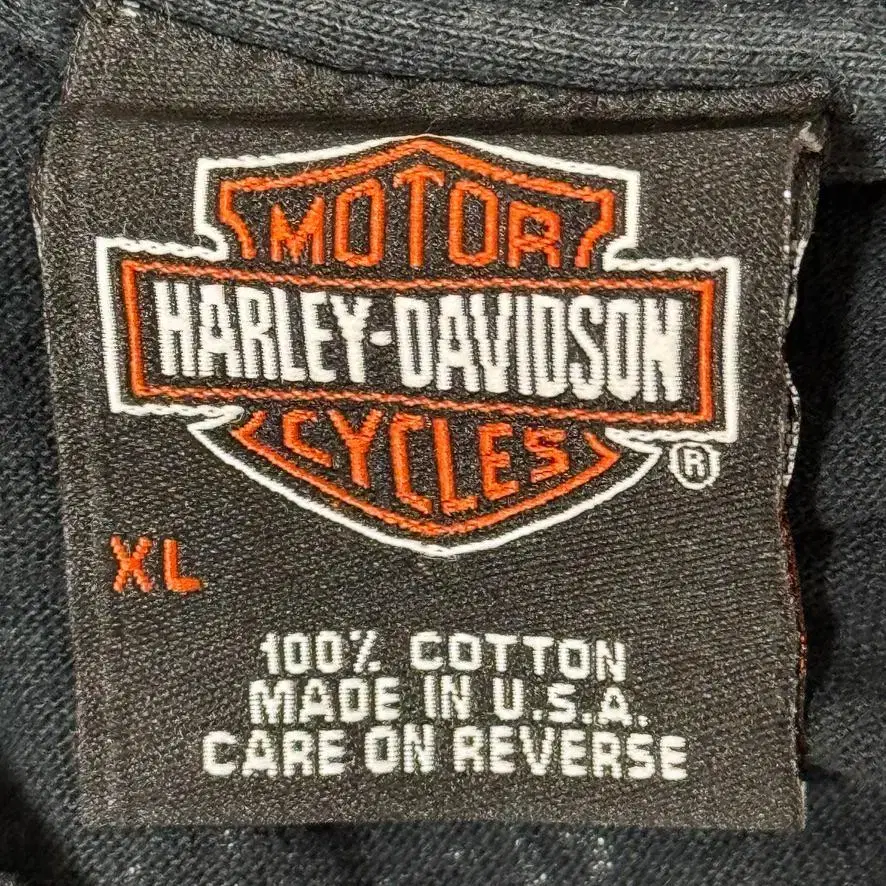 MOTOR
HARLEY-DAVIDSON
CYCLES
®
XL
100% COTTON
MADE IN U.S.A.
CARE ON REVERSE